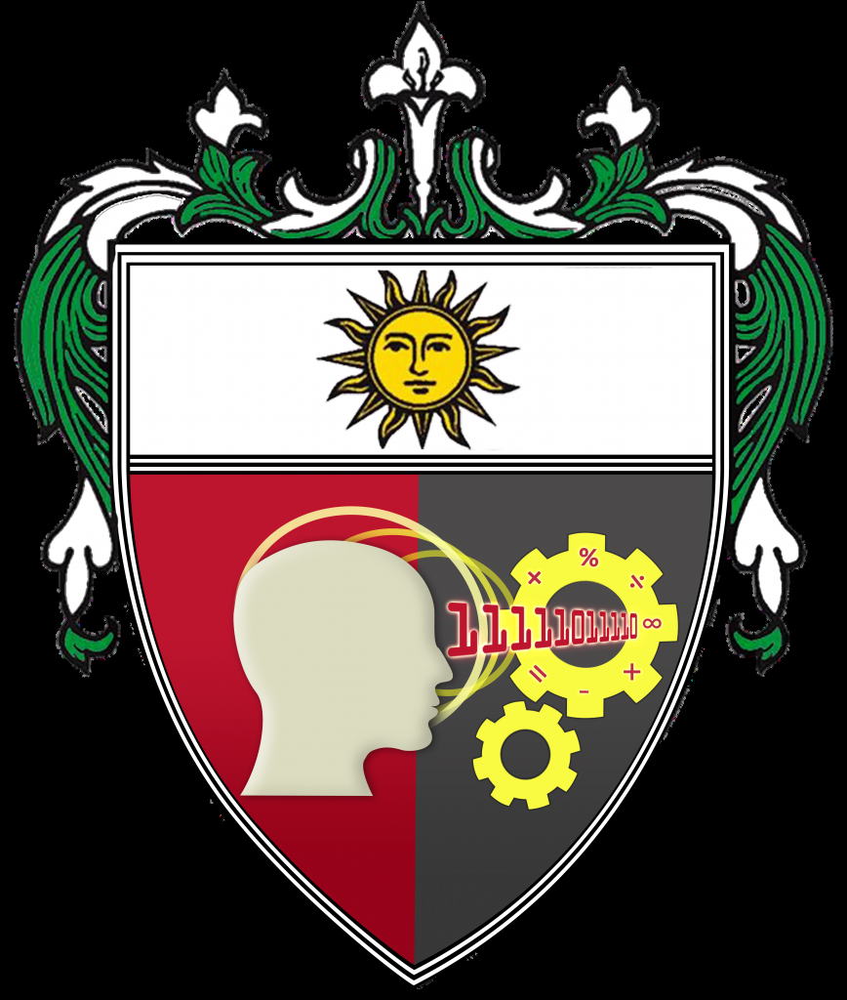 × % ÷
11111011110 ∞
= - +